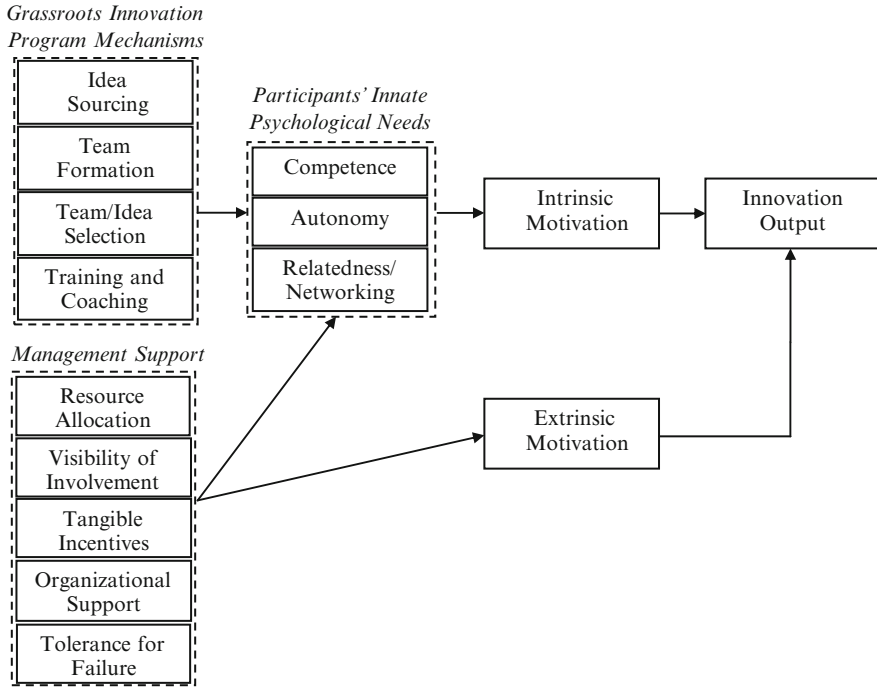 Grassroots Innovation
Program Mechanisms
Idea
Sourcing
Team
Formation
Team/Idea
Selection
Training and
Coaching
Participants’ Innate
Psychological Needs
Competence
Autonomy
Relatedness/
Networking
Intrinsic
Motivation
Innovation
Output
Management Support
Resource
Allocation
Visibility of
Involvement
Tangible
Incentives
Organizational
Support
Tolerance for
Failure
Extrinsic
Motivation